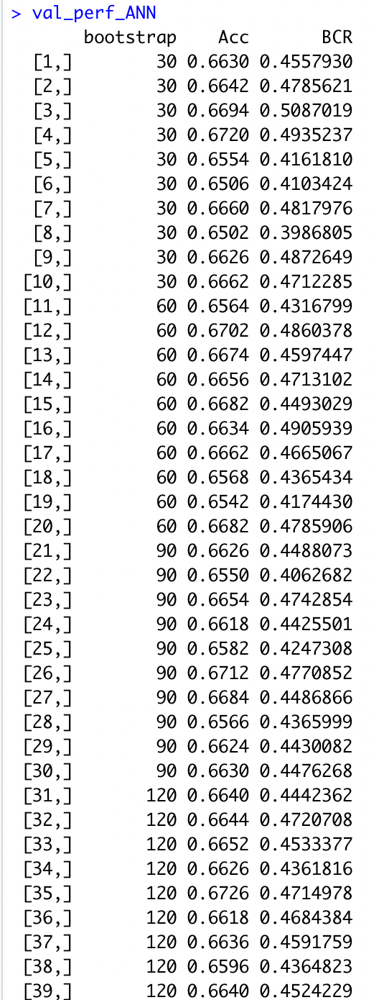 > val_perf_ANN
bootstrap Acc BCR
[1,] 30 0.6630 0.4557930
[2,] 30 0.6642 0.4785621
[3,] 30 0.6694 0.5087019
[4,] 30 0.6720 0.4935237
[5,] 30 0.6554 0.4161810
[6,] 30 0.6506 0.4103424
[7,] 30 0.6660 0.4817976
[8,] 30 0.6502 0.3986805
[9,] 30 0.6626 0.4872649
[10,] 30 0.6662 0.4712285
[11,] 60 0.6564 0.4316799
[12,] 60 0.6702 0.4860378
[13,] 60 0.6674 0.4597447
[14,] 60 0.6656 0.4713102
[15,] 60 0.6682 0.4493029
[16,] 60 0.6634 0.4905939
[17,] 60 0.6662 0.4665067
[18,] 60 0.6568 0.4365434
[19,] 60 0.6542 0.4174430
[20,] 60 0.6682 0.4785906
[21,] 90 0.6626 0.4488073
[22,] 90 0.6550 0.4062682
[23,] 90 0.6654 0.4742854
[24,] 90 0.6618 0.4425501
[25,] 90 0.6582 0.4247308
[26,] 90 0.6712 0.4770852
[27,] 90 0.6684 0.4486866
[28,] 90 0.6566 0.4365999
[29,] 90 0.6624 0.4430082
[30,] 90 0.6630 0.4476268
[31,] 120 0.6640 0.4442362
[32,] 120 0.6644 0.4720708
[33,] 120 0.6652 0.4533377
[34,] 120 0.6626 0.4361816
[35,] 120 0.6726 0.4714978
[36,] 120 0.6618 0.4684384
[37,] 120 0.6636 0.4591759
[38,] 120 0.6596 0.4364823
[39,] 120 0.6640 0.4524229